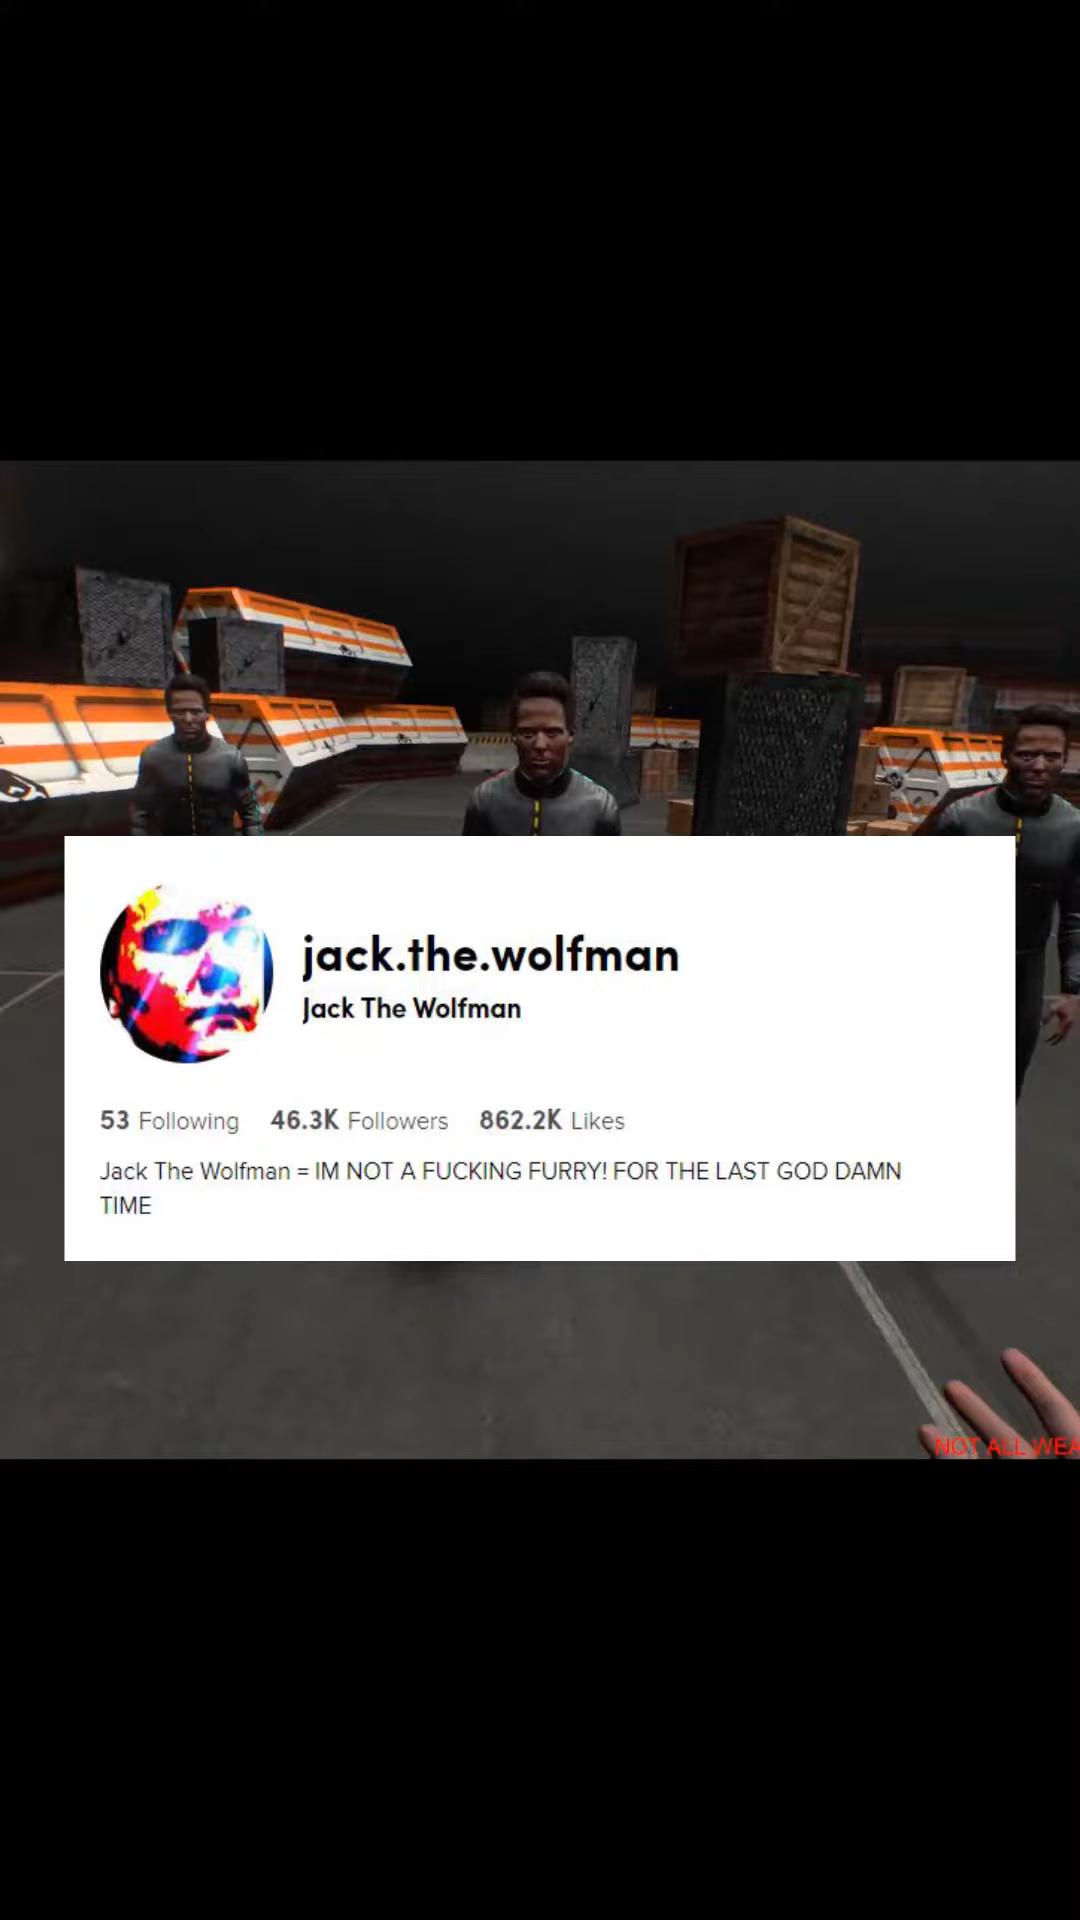 jack.the.wolfman
Jack The Wolfman
53 Following 46.3K Followers 862.2K Likes
Jack The Wolfman = IM NOT A FUCKING FURRY! FOR THE LAST GOD DAMN
TIME
NOT ALL WEA